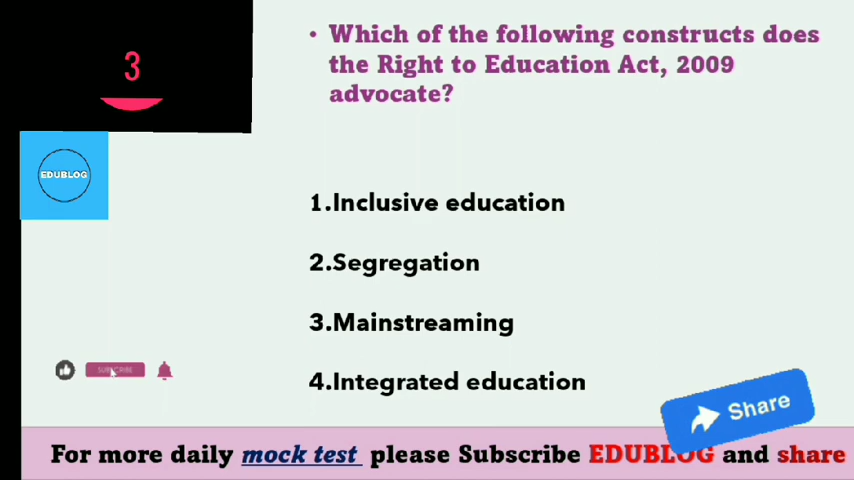 3
• Which of the following constructs does
the Right to Education Act, 2009
advocate?
EDUBLOG
1.Inclusive education
2.Segregation
3.Mainstreaming
SUBSCRIBE
4.Integrated education
Share
For more daily mock test please Subscribe EDUBLOG and share